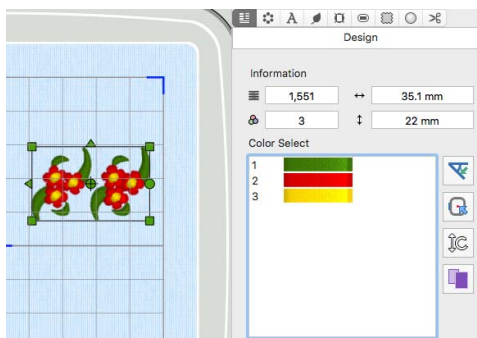 Design
Information
1,551
35.1 mm
3
22 mm
Color Select
1
2
3